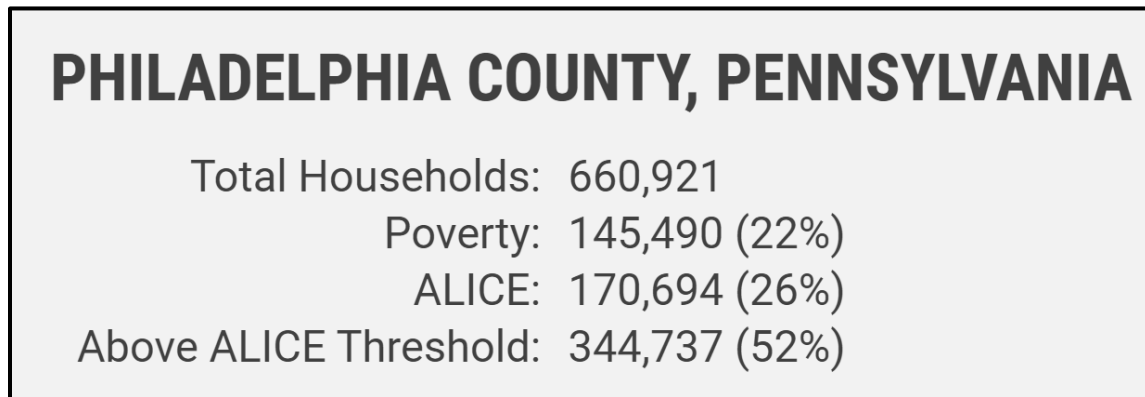 PHILADELPHIA COUNTY, PENNSYLVANIA
Total Households: 660,921
Poverty: 145,490 (22%)
ALICE: 170,694 (26%)
Above ALICE Threshold: 344,737 (52%)